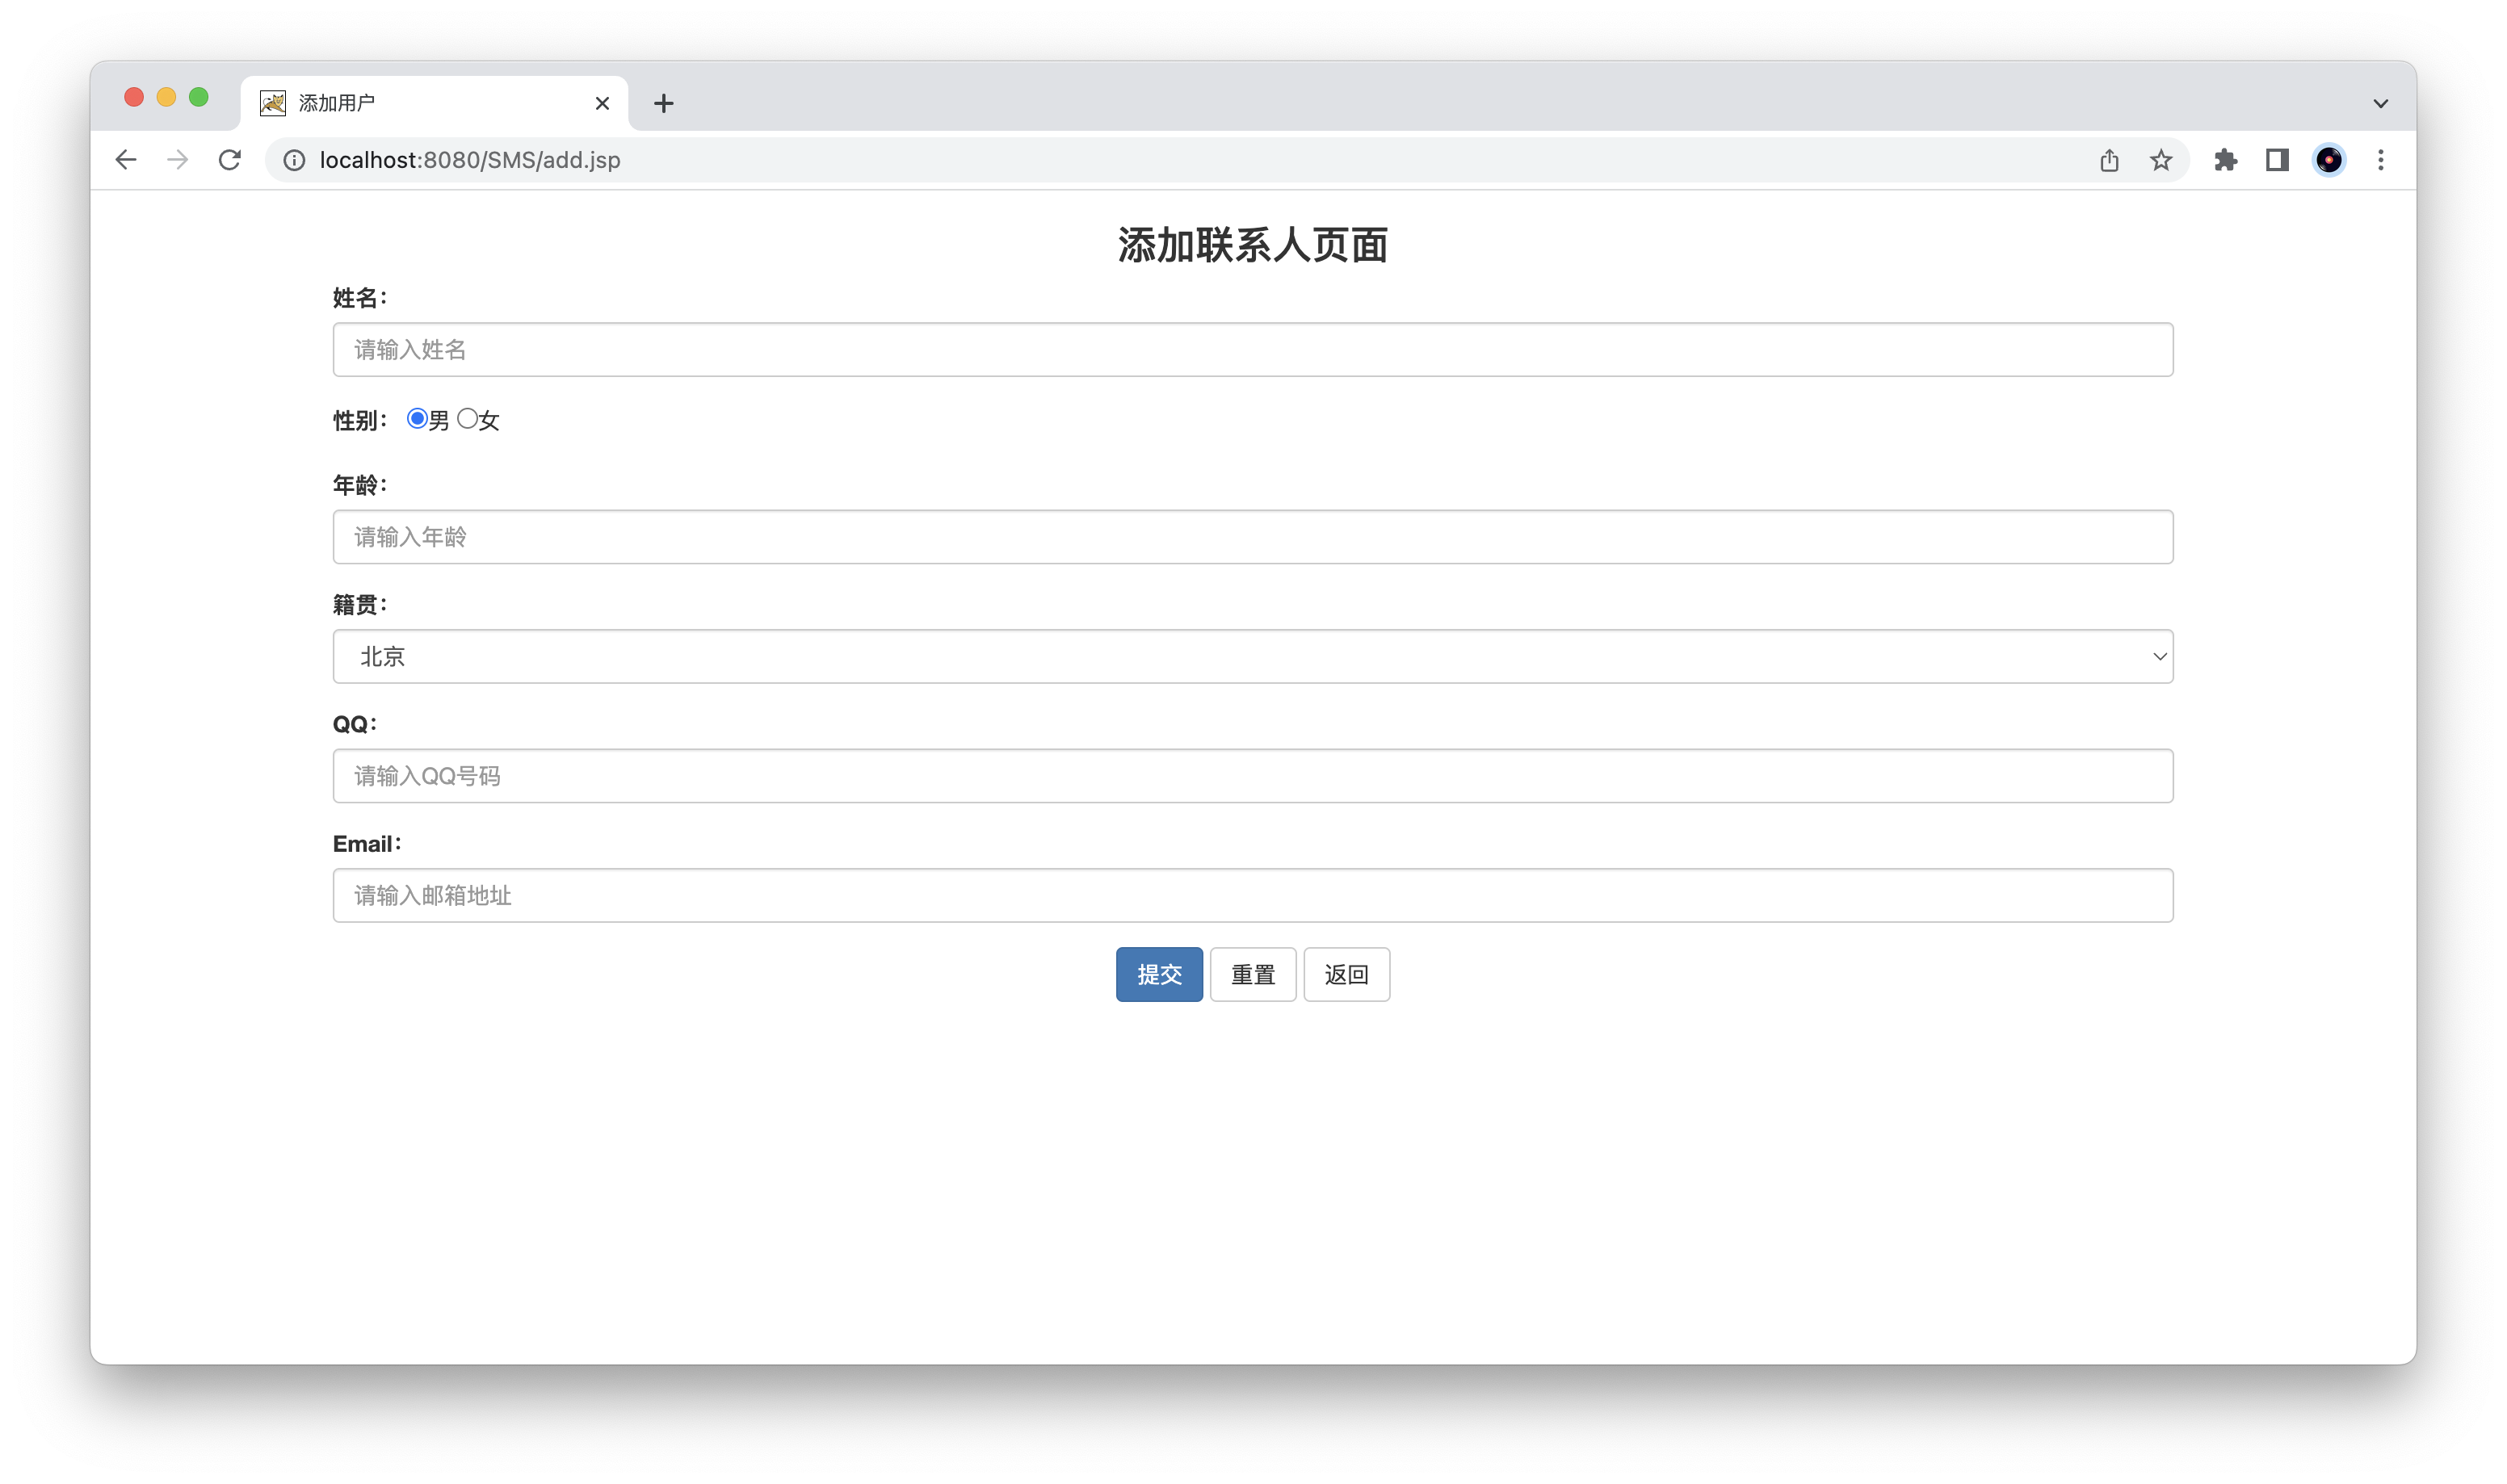 添加用户
localhost:8080/SMS/add.jsp
添加联系人页面
姓名：
请输入姓名
性别： 男 女
年龄：
请输入年龄
籍贯：
北京
QQ：
请输入QQ号码
Email：
请输入邮箱地址
提交 重置 返回